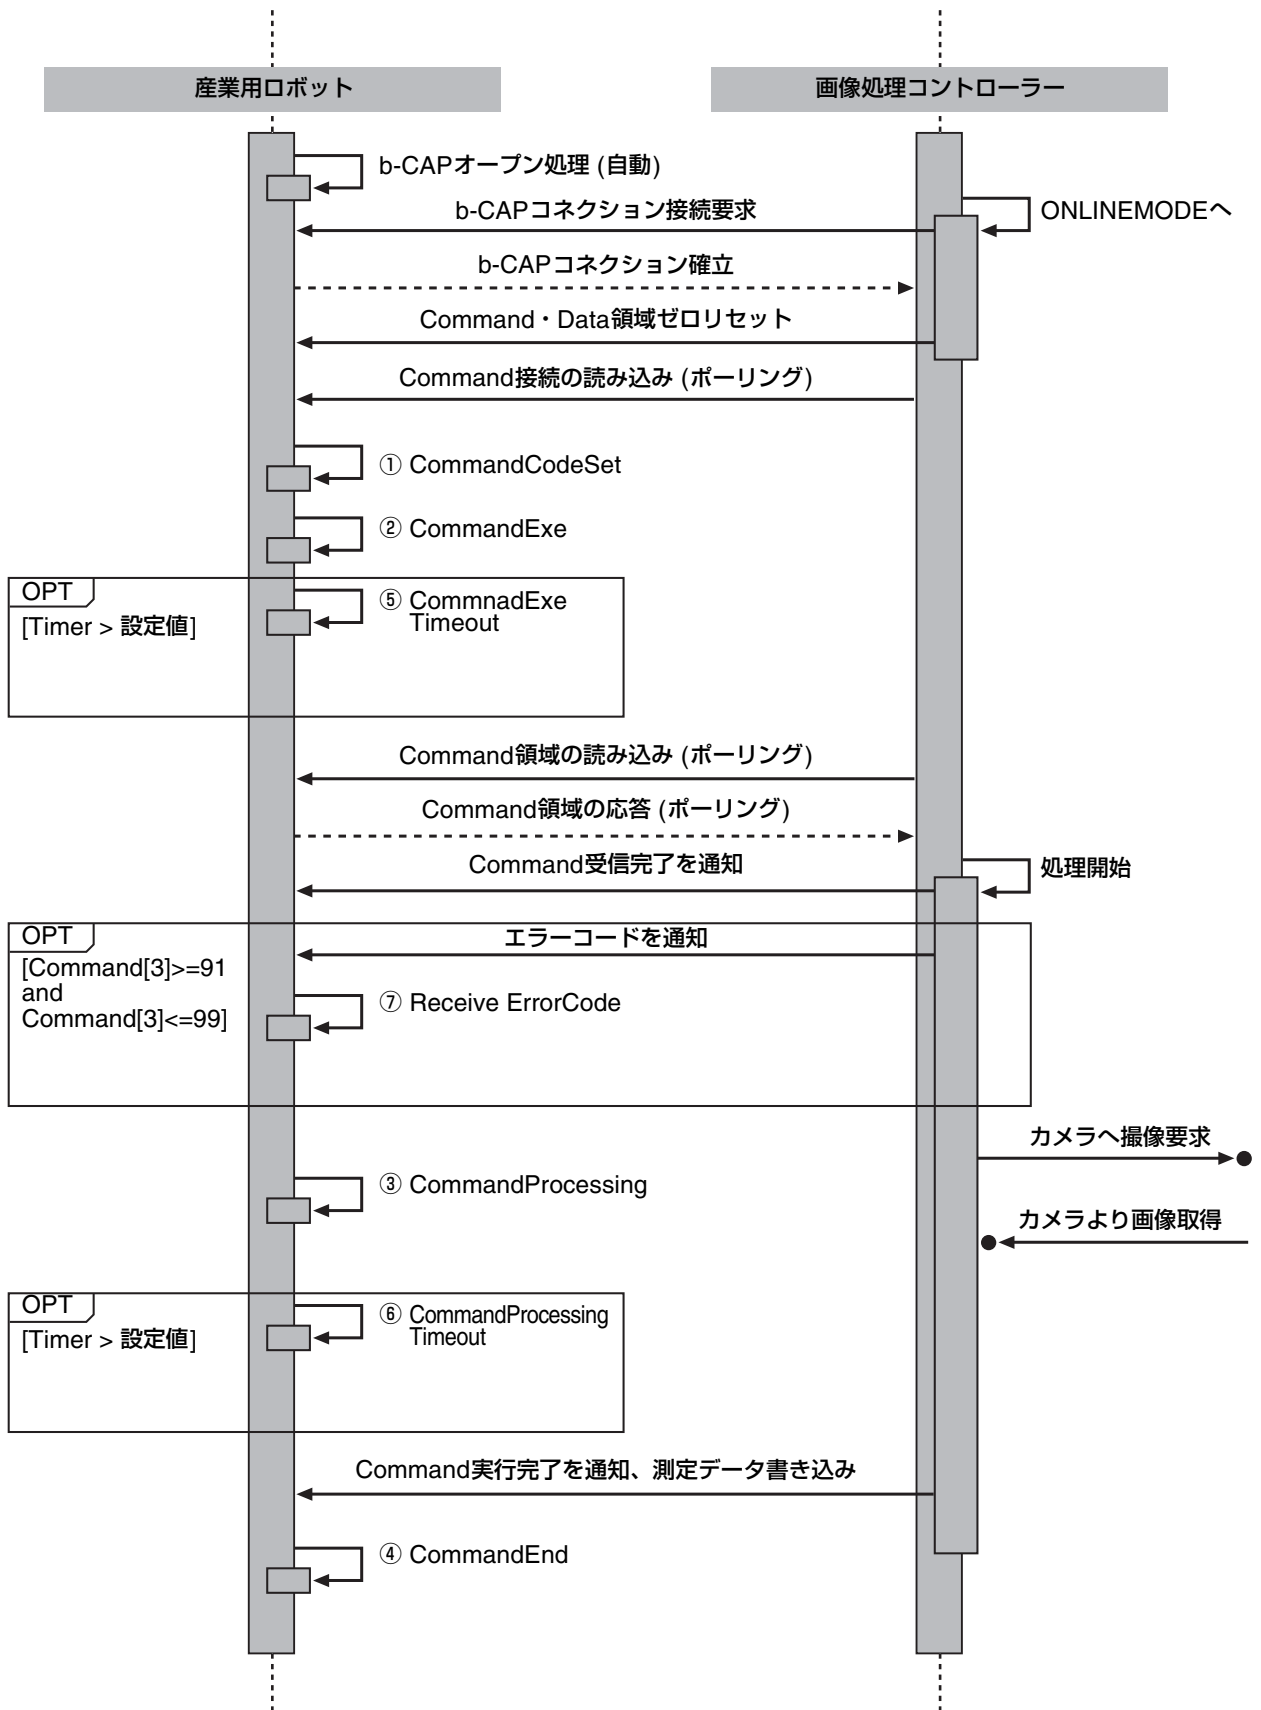 産業用ロボット
画像処理コントローラー
b-CAPオープン処理 (自動)
b-CAPコネクション接続要求
ONLINEMODEへ
b-CAPコネクション確立
Command・Data領域ゼロリセット
Command接続の読み込み (ポーリング)
① CommandCodeSet
② CommandExe
OPT
[Timer > 設定値]
⑤ CommnadExe
Timeout
Command領域の読み込み (ポーリング)
Command領域の応答 (ポーリング)
Command受信完了を通知
処理開始
OPT
[Command[3]>=91
and
Command[3]<=99]
エラーコードを通知
⑦ Receive ErrorCode
カメラへ撮像要求
③ CommandProcessing
カメラより画像取得
OPT
[Timer > 設定値]
⑥ CommandProcessing
Timeout
Command実行完了を通知、測定データ書き込み
④ CommandEnd